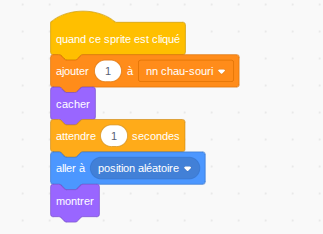 quand ce sprite est cliqué
ajouter 1 à nn chau-souri
cacher
attendre 1 secondes
aller à position aléatoire
montrer